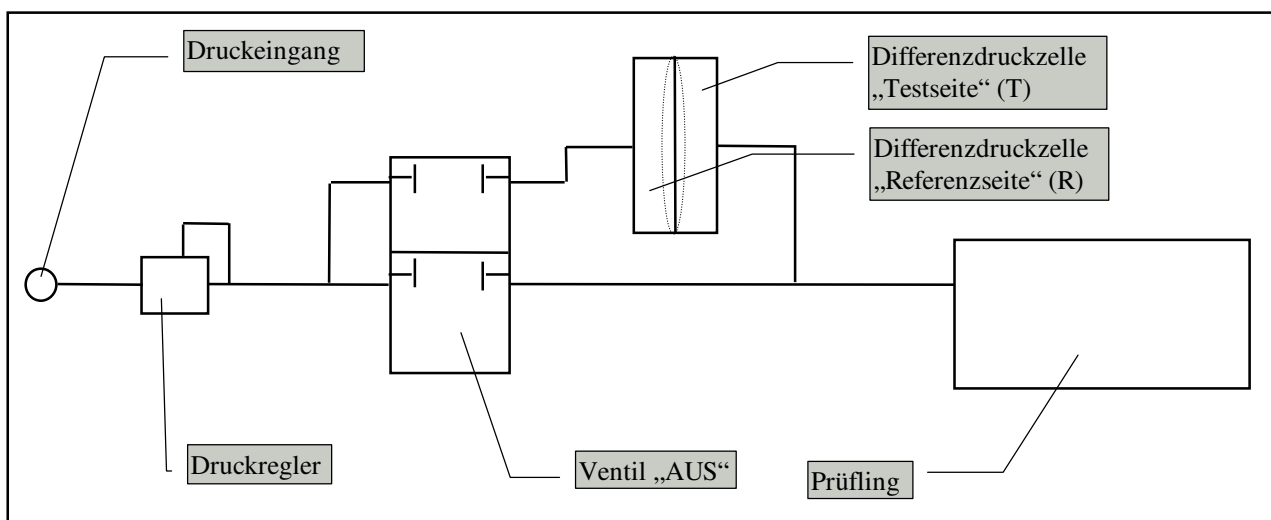 Druckeingang
Differenzdruckzelle
„Testseite“ (T)
Differenzdruckzelle
„Referenzseite“ (R)
Druckregler
Ventil „AUS“
Prüfling